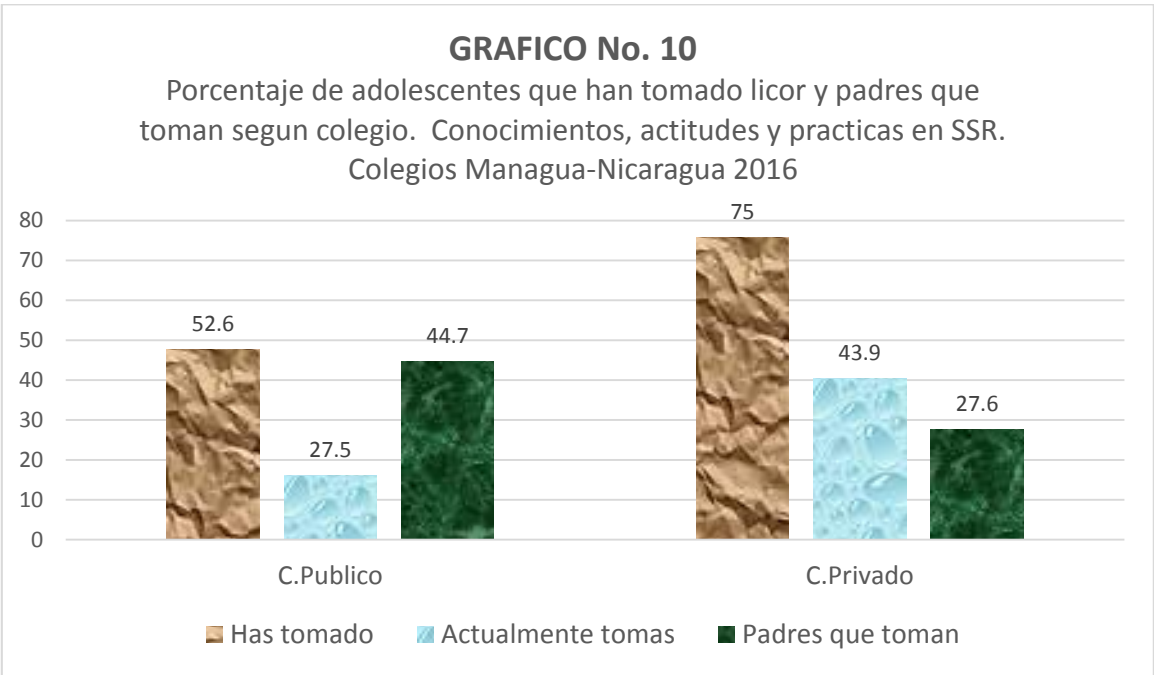 GRAFICO No. 10
Porcentaje de adolescentes que han tomado licor y padres que
toman segun colegio.  Conocimientos, actitudes y practicas en SSR.
Colegios Managua-Nicaragua 2016
80
70
60
50
40
30
20
10
0
52.6
27.5
44.7
75
43.9
27.6
C.Publico
C.Privado
Has tomado
Actualmente tomas
Padres que toman